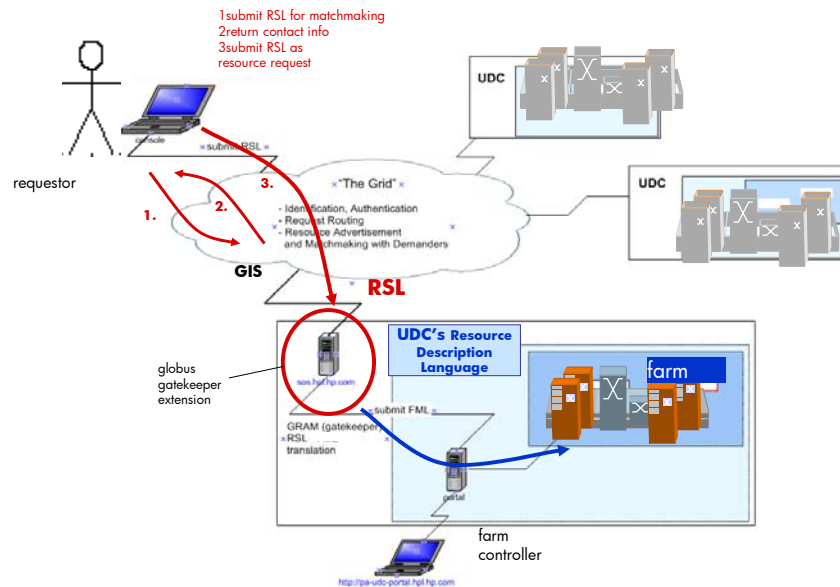 1submit RSL for matchmaking
2return contact info
3submit RSL as
resource request
UDC
console
submit RSL
requestor
3.
"The Grid"
UDC
1.
2.
- Identification, Authentication
- Request Routing
- Resource Advertisement
and Matchmaking with Demanders
GIS
RSL
UDC's Resource
Description
Language
farm
globus
gatekeeper
extension
sos.hpl.hp.com
submit FML
GRAM (gatekeeper)
RSL
translation
portal
farm
controller
http://pa-udc-portal.hpl.hp.com